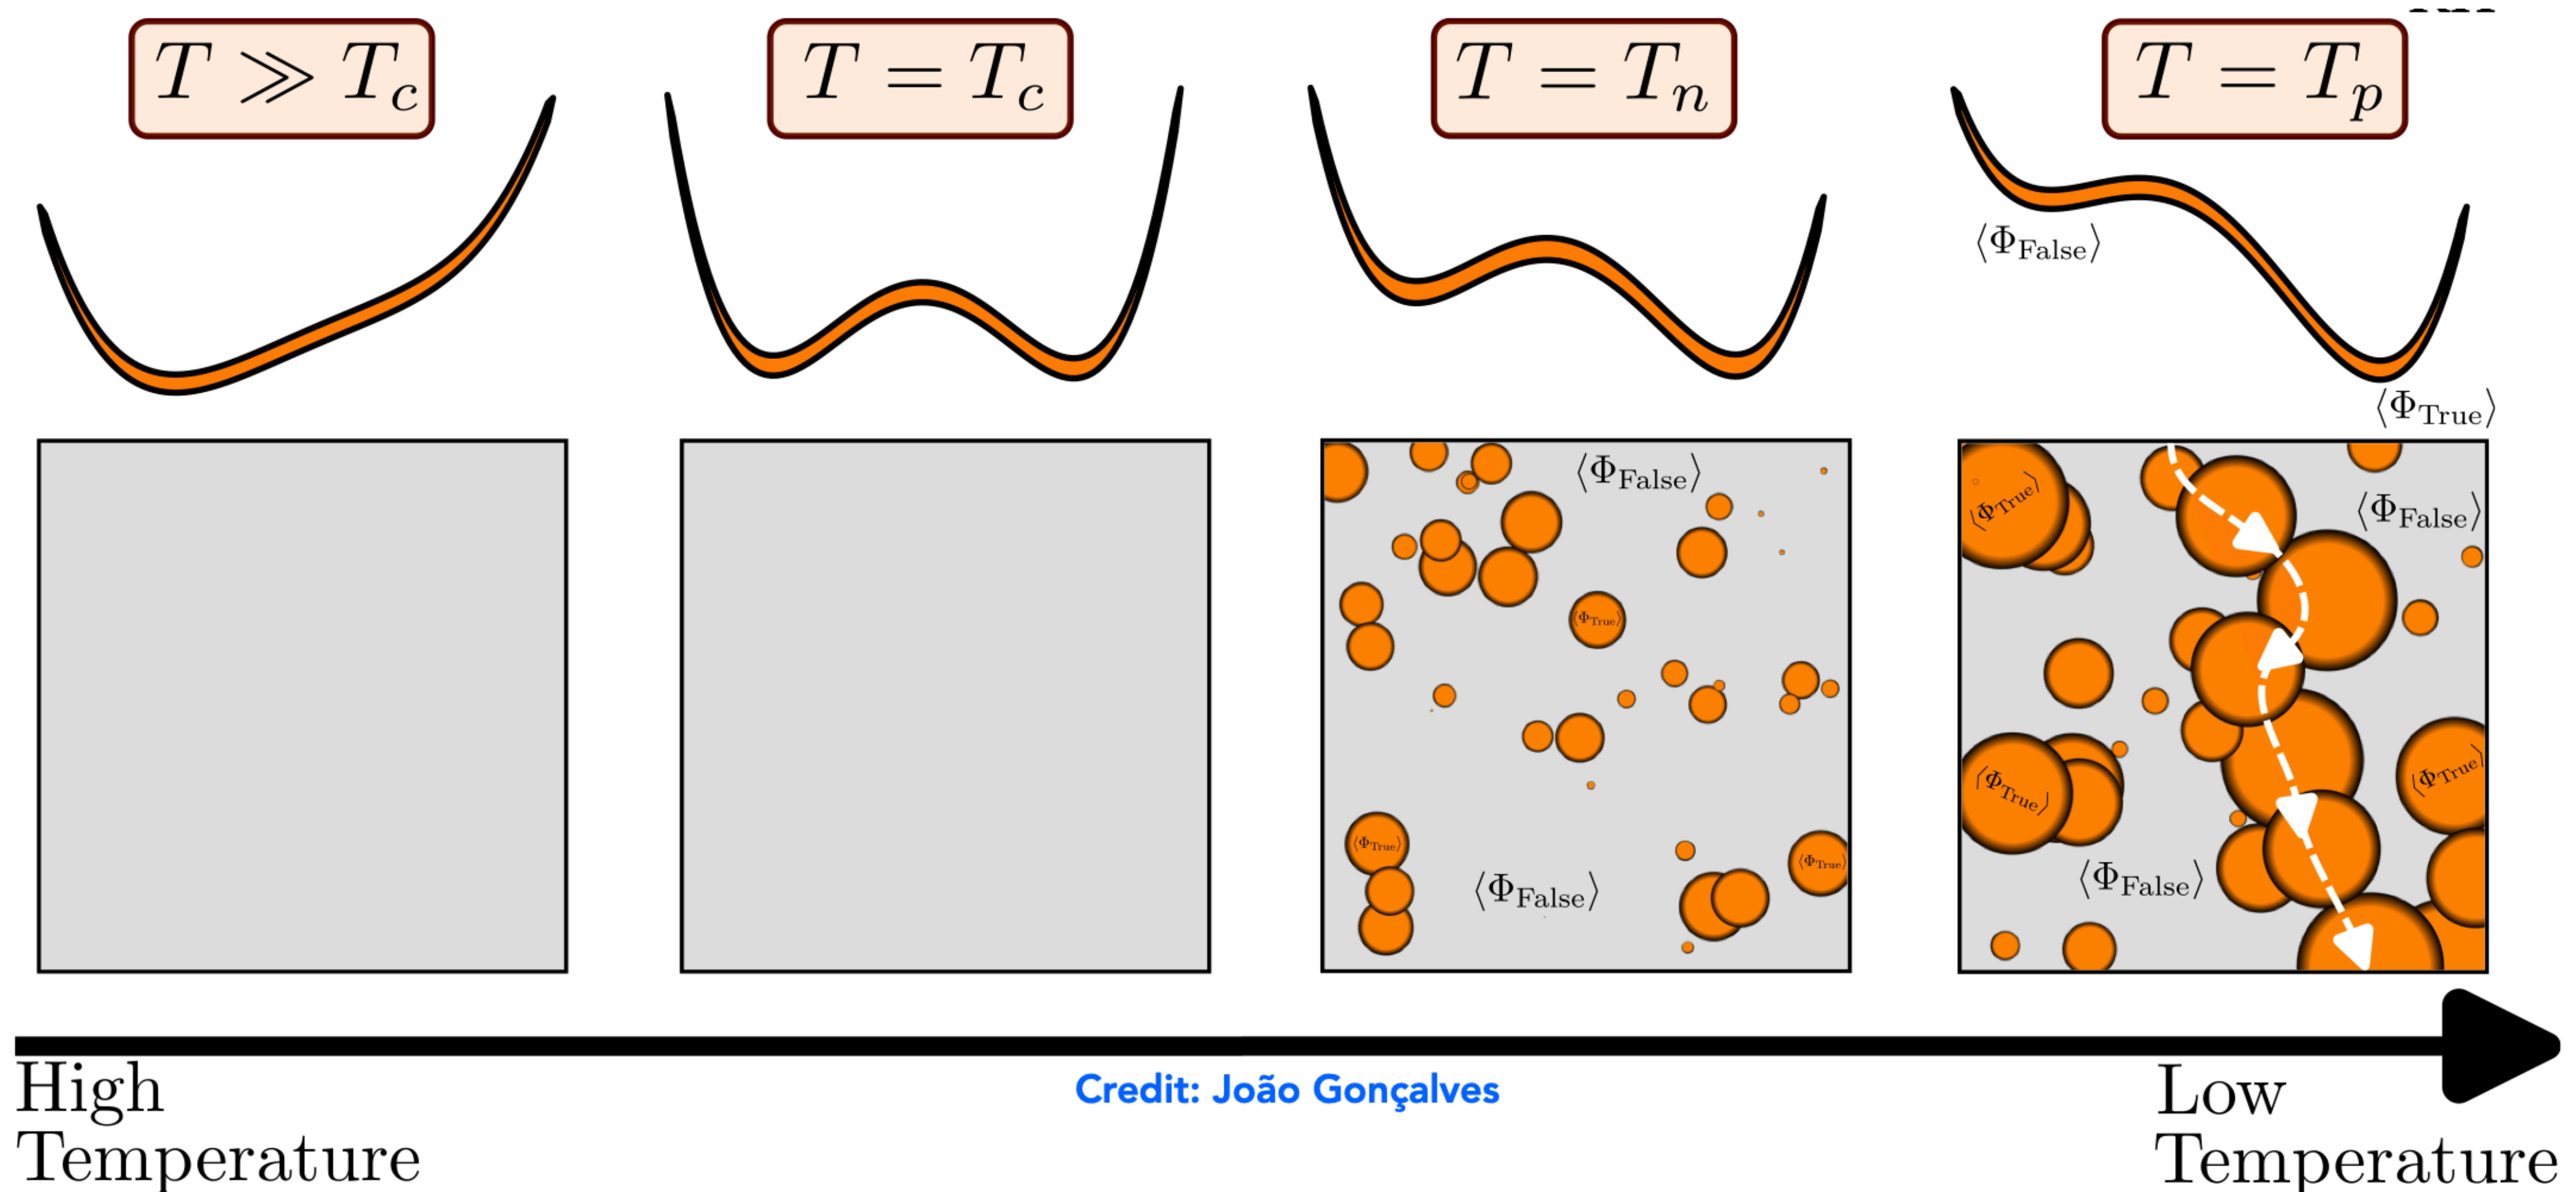 T ≫ T_c
T = T_c
T = T_n
T = T_p
⟨Φ_False⟩
⟨Φ_True⟩
⟨Φ_False⟩
⟨Φ_True⟩
⟨Φ_True⟩
⟨Φ_True⟩
⟨Φ_False⟩
⟨Φ_True⟩
⟨Φ_False⟩
⟨Φ_True⟩
⟨Φ_True⟩
⟨Φ_False⟩
High
Temperature
Credit: João Gonçalves
Low
Temperature